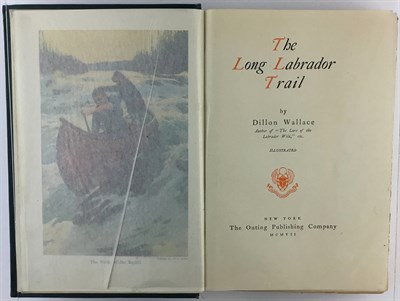 The
Long Labrador
Trail
by
Dillon Wallace
Author of "The Lure of the
Labrador Wild," etc.
ILLUSTRATED
NEW YORK
The Outing Publishing Company
MCMVII